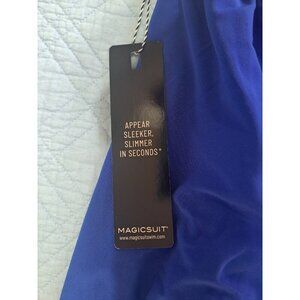 APPEAR
SLEEKER,
SLIMMER
IN SECONDS*
MAGICSUIT®
www.magicsuitswim.com